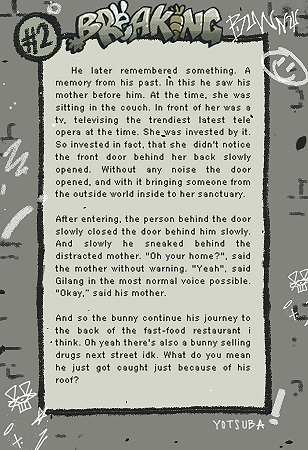 #2
BREAKING
BUNNY
He later remembered something. A
memory from his past. In this he saw his
mother before him. At the time, she was
sitting in the couch. In front of her was a
tv, televising the trendiest latest tele
opera at the time. She was invested by it.
So invested in fact, that she didn't notice
the front door behind her back slowly
opened. Without any noise the door
opened, and with it bringing someone from
the outside world inside to her sanctuary.
After entering, the person behind the door
slowly closed the door behind him slowly.
And slowly he sneaked behind the
distracted mother. "Oh your home?", said
the mother without warning. "Yeah", said
Gilang in the most normal voice possible.
"Okay," said his mother.
And so the bunny continue his journey to
the back of the fast-food restaurant i
think. Oh yeah there's also a bunny selling
drugs next street idk. What do you mean
he just got caught just because of his
roof?
YOTSUBA